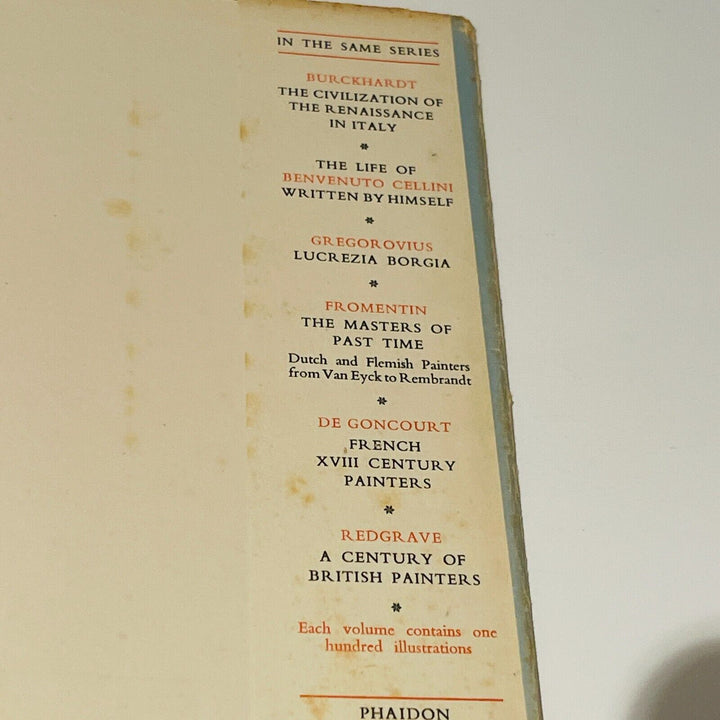 IN THE SAME SERIES
BURCKHARDT
THE CIVILIZATION OF
THE RENAISSANCE
IN ITALY
*
THE LIFE OF
BENVENUTO CELLINI
WRITTEN BY HIMSELF
*
GREGOROVIUS
LUCREZIA BORGIA
*
FROMENTIN
THE MASTERS OF
PAST TIME
Dutch and Flemish Painters
from Van Eyck to Rembrandt
*
DE GONCOURT
FRENCH
XVIII CENTURY
PAINTERS
*
REDGRAVE
A CENTURY OF
BRITISH PAINTERS
*
Each volume contains one
hundred illustrations
PHAIDON